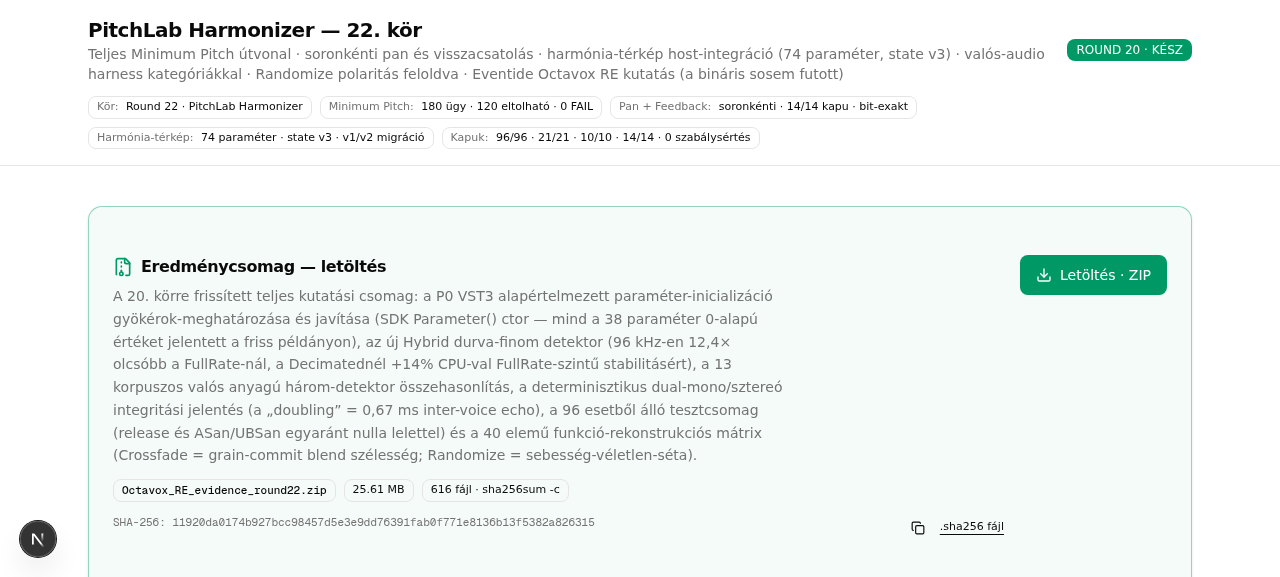 PitchLab Harmonizer — 22. kör
Teljes Minimum Pitch útvonal · soronkénti pan és visszacsatolás · harmónia-térkép host-integráció (74 paraméter, state v3) · valós-audio
harness kategóriákkal · Randomize polaritás feloldva · Eventide Octavox RE kutatás (a bináris sosem futott)
ROUND 20 · KÉSZ
Kör: Round 22 · PitchLab Harmonizer
Minimum Pitch: 180 ügy · 120 eltolható · 0 FAIL
Pan + Feedback: soronkénti · 14/14 kapu · bit-exakt
Harmónia-térkép: 74 paraméter · state v3 · v1/v2 migráció
Kapuk: 96/96 · 21/21 · 10/10 · 14/14 · 0 szabálysértés
Eredménycsomag — letöltés
Letöltés · ZIP
A 20. körre frissített teljes kutatási csomag: a P0 VST3 alapértelmezett paraméter-inicializáció
gyökérok-meghatározása és javítása (SDK Parameter() ctor — mind a 38 paraméter 0-alapú
értéket jelentett a friss példányon), az új Hybrid durva-finom detektor (96 kHz-en 12,4×
olcsóbb a FullRate-nál, a Decimatednél +14% CPU-val FullRate-szintű stabilitásért), a 13
korpuszos valós anyagú három-detektor összehasonlítás, a determinisztikus dual-mono/sztereó
integritási jelentés (a „doubling” = 0,67 ms inter-voice echo), a 96 esetből álló tesztcsomag
(release és ASan/UBSan egyaránt nulla lelettel) és a 40 elemű funkció-rekonstrukciós mátrix
(Crossfade = grain-commit blend szélesség; Randomize = sebesség-véletlen-séta).
Octavox_RE_evidence_round22.zip
25.61 MB
616 fájl · sha256sum -c
SHA-256: 11920da0174b927bcc98457d5e3e9dd76391fab0f771e8136b13f5382a826315
.sha256 fájl
N